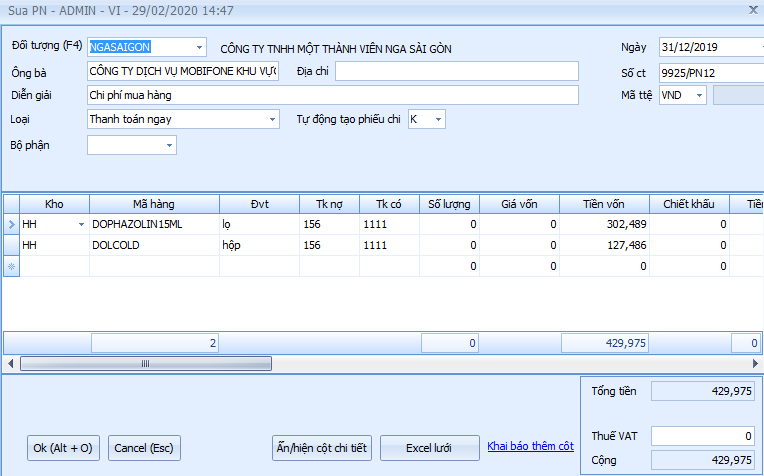 Sua PN - ADMIN - VI - 29/02/2020 14:47
Đối tượng (F4) NGASAIGON CÔNG TY TNHH MỘT THÀNH VIÊN NGA SÀI GÒN Ngày 31/12/2019
Ông bà CÔNG TY DỊCH VỤ MOBIFONE KHU VỰC Địa chỉ Số ct 9925/PN12
Diễn giải Chi phí mua hàng Mã ttệ VND
Loại Thanh toán ngay Tự động tạo phiếu chi K
Bộ phận
Kho Mã hàng Đvt Tk nợ Tk có Số lượng Giá vốn Tiền vốn Chiết khấu Tiền
HH DOPHAZOLIN15ML lọ 156 1111 0 0 302,489 0
HH DOLCOLD hộp 156 1111 0 0 127,486 0
0 0 0 0
2 0 429,975 0
Tổng tiền 429,975
Thuế VAT 0
Cộng 429,975
Ok (Alt + O) Cancel (Esc) Ẩn/hiện cột chi tiết Excel lưới Khai báo thêm cột